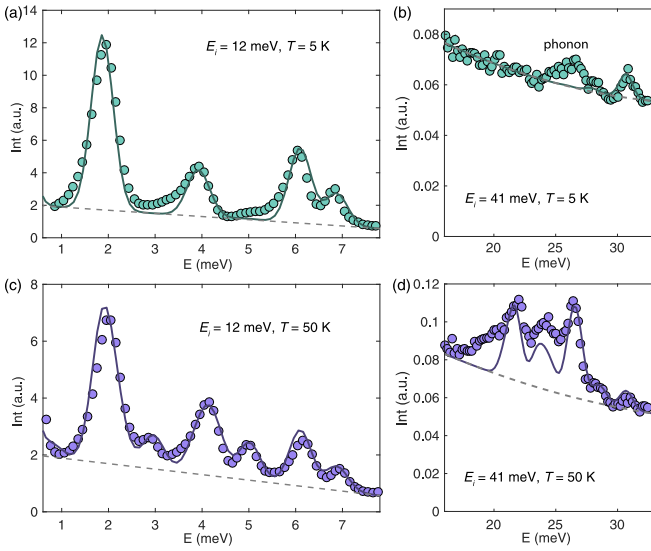 (a)
14
12
10
8
6
4
2
0
Int (a.u.)
Ei = 12 meV, T = 5 K
1 2 3 4 5 6 7
E (meV)
(b)
0.08
0.06
0.04
0.02
0
Int (a.u.)
phonon
Ei = 41 meV, T = 5 K
20 25 30
E (meV)
(c)
8
6
4
2
0
Int (a.u.)
Ei = 12 meV, T = 50 K
1 2 3 4 5 6 7
E (meV)
(d)
0.12
0.1
0.08
0.06
0.04
0.02
0
Int (a.u.)
Ei = 41 meV, T = 50 K
20 25 30
E (meV)